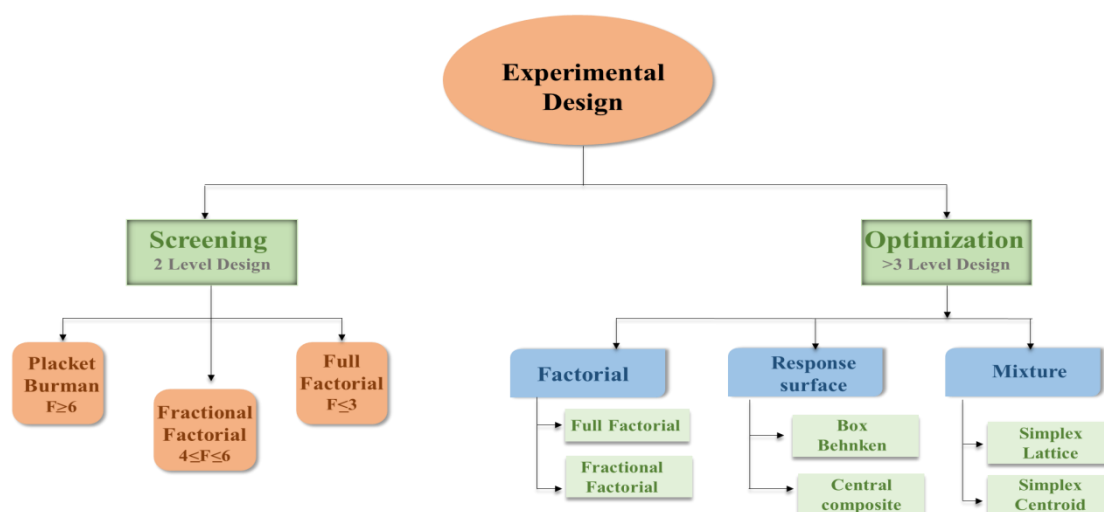 Experimental
Design
Screening
2 Level Design
Optimization
>3 Level Design
Placket
Burman
F≥6
Fractional
Factorial
4≤F≤6
Full
Factorial
F≤3
Factorial
Full Factorial
Fractional
Factorial
Response
surface
Box
Behnken
Central
composite
Mixture
Simplex
Lattice
Simplex
Centroid